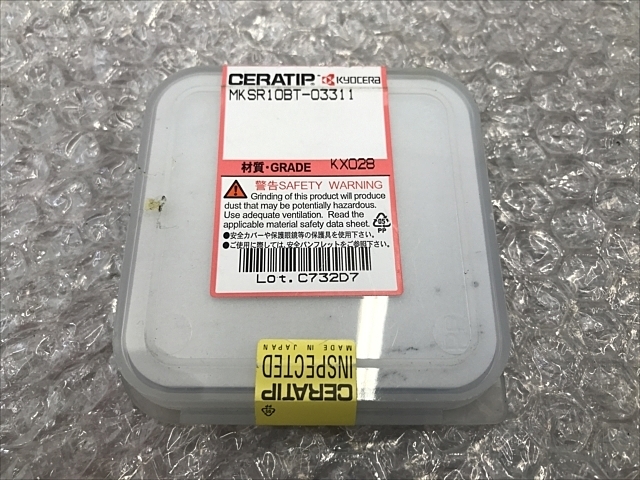 CERATIP KYOCERA
MKSR10BT-03311
材質・GRADE KX028
警告SAFETY WARNING
Grinding of this product will produce
dust that may be potentially hazardous.
Use adequate ventilation. Read the
applicable material safety data sheet.
PP
●安全カバーや保護眼鏡等の保護具を使用下さい。
●ご使用に際しては、安全パンフレットをご参照下さい。
Lot.C732D7
CERATIP
INSPECTED
MADE IN JAPAN